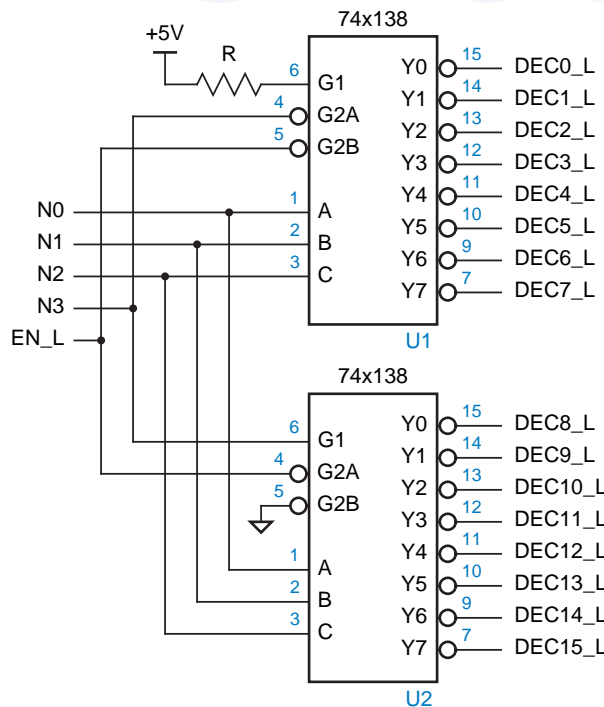 74x138
+5V
R
6
G1
4
G2A
5
G2B
N0
1
A
N1
2
B
N2
3
C
N3
EN_L
Y0
15
DEC0_L
Y1
14
DEC1_L
Y2
13
DEC2_L
Y3
12
DEC3_L
Y4
11
DEC4_L
Y5
10
DEC5_L
Y6
9
DEC6_L
Y7
7
DEC7_L
U1
74x138
6
G1
4
G2A
5
G2B
1
A
2
B
3
C
Y0
15
DEC8_L
Y1
14
DEC9_L
Y2
13
DEC10_L
Y3
12
DEC11_L
Y4
11
DEC12_L
Y5
10
DEC13_L
Y6
9
DEC14_L
Y7
7
DEC15_L
U2